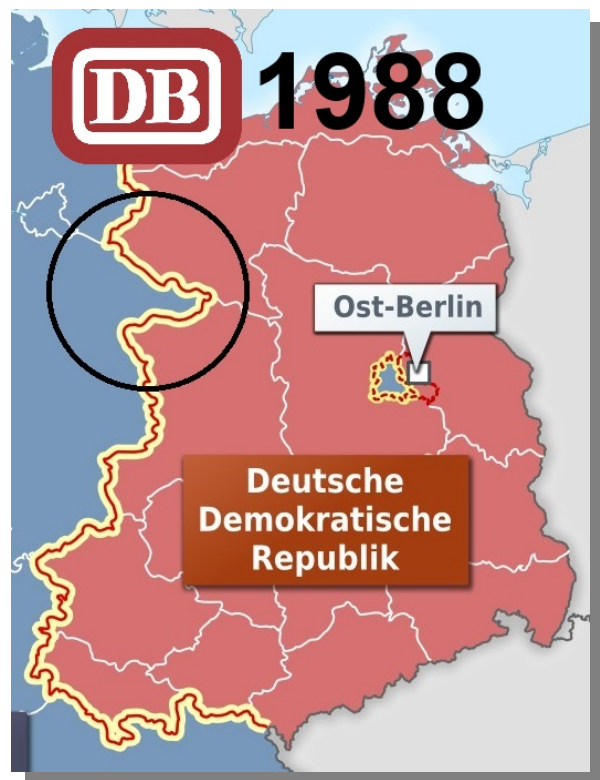 DB 1988
Ost-Berlin
Deutsche
Demokratische
Republik